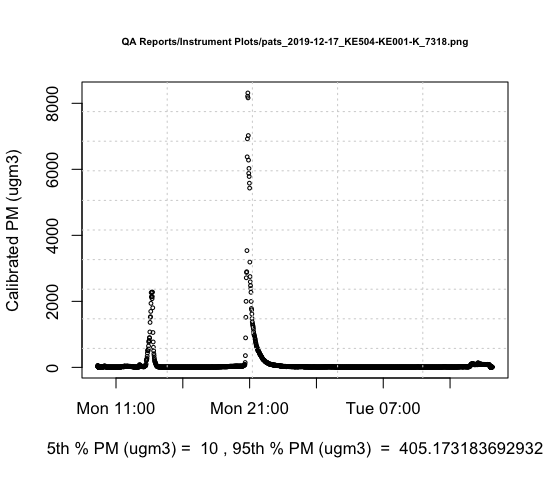 QA Reports/Instrument Plots/pats_2019-12-17_KE504-KE001-K_7318.png
Calibrated PM (ugm3)
8000
6000
4000
2000
0
Mon 11:00 Mon 21:00 Tue 07:00
5th % PM (ugm3) = 10 , 95th % PM (ugm3) = 405.173183692932